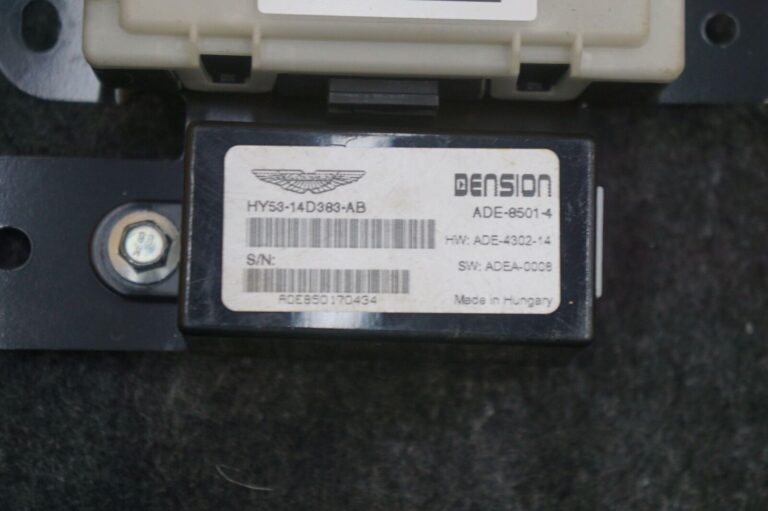 HY53-14D383-AB
S/N:
ADE850170434
DENSION
ADE-8501-4
HW: ADE-4302-14
SW: ADEA-0008
Made in Hungary